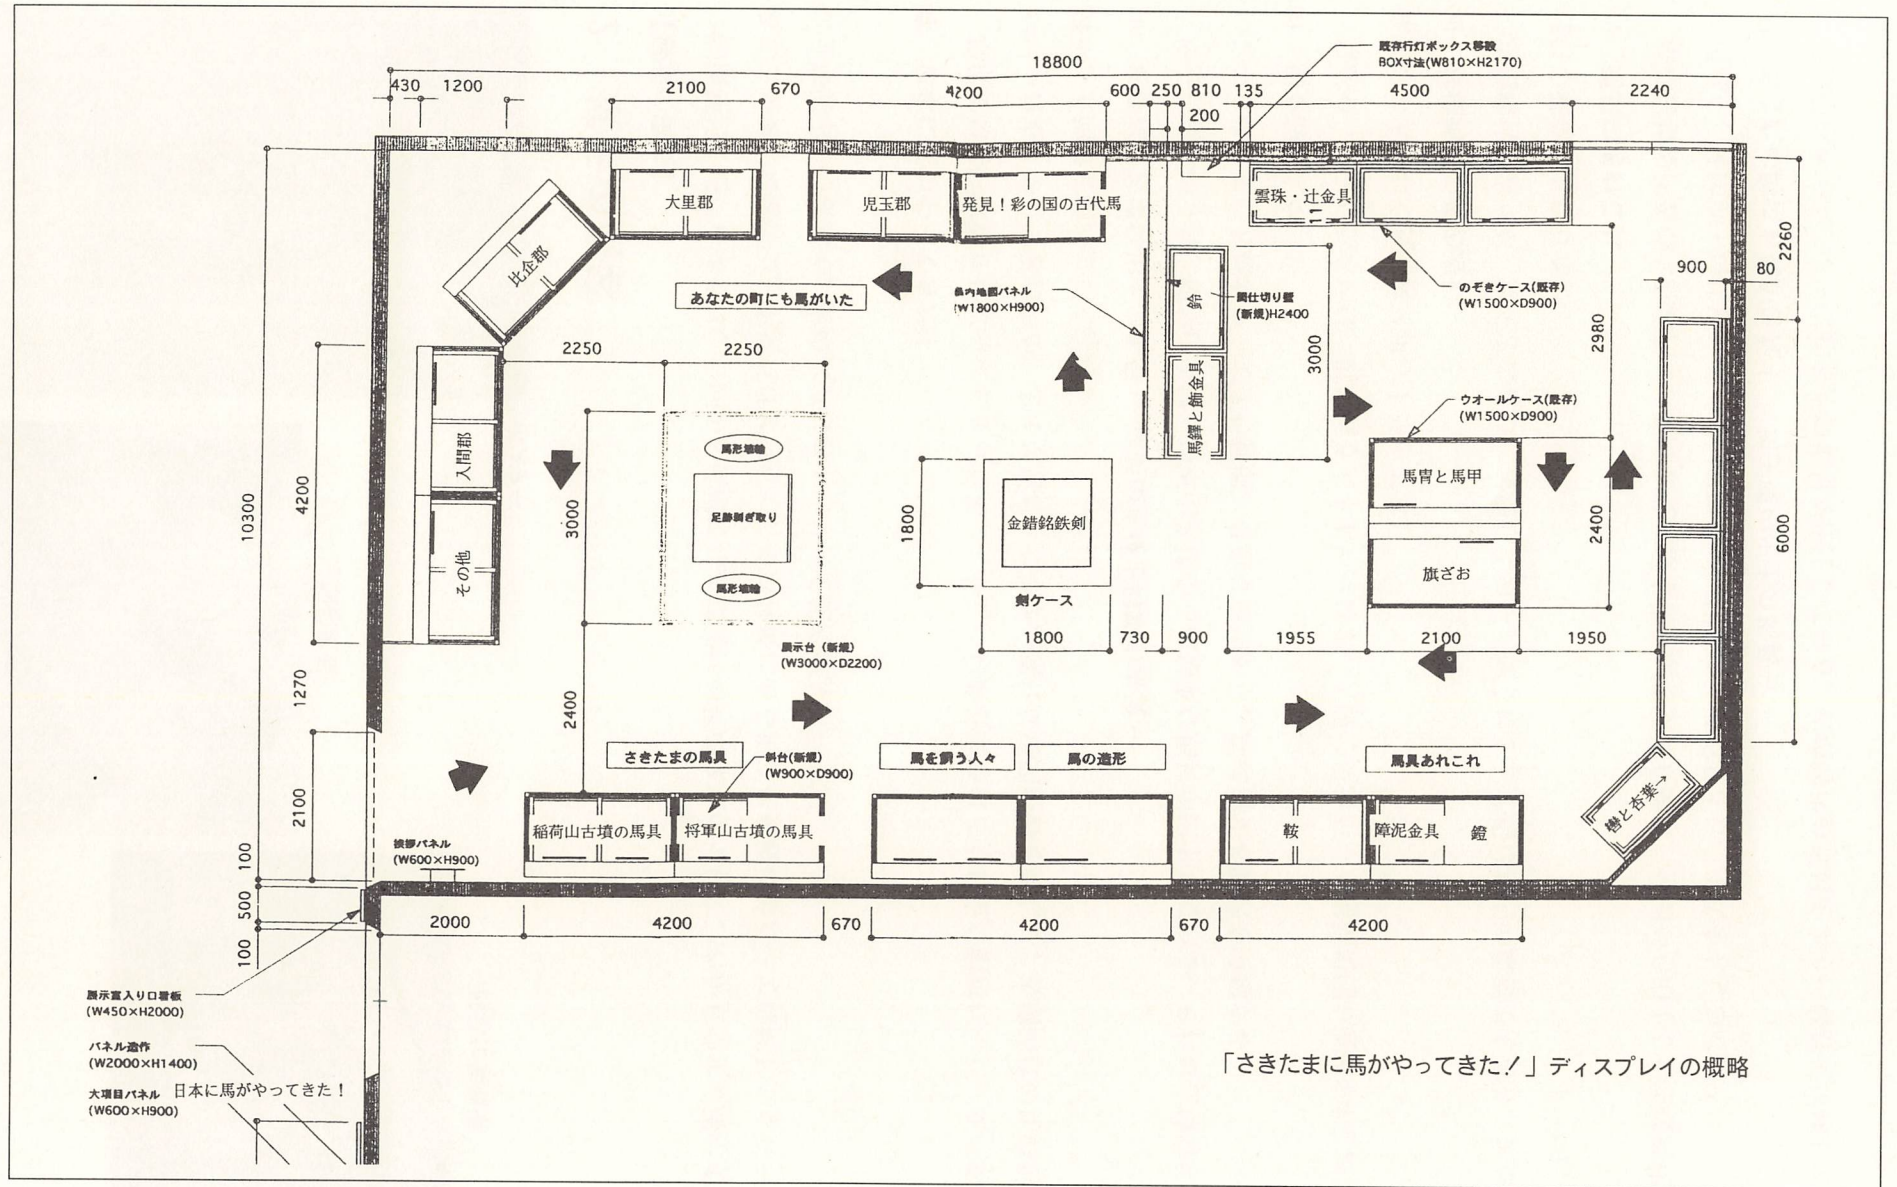 既存行灯ボックス移設
BOX寸法(W810×H2170)
18800
430
1200
2100
670
4200
600
250
810
135
4500
2240
200
大里郡
児玉郡
発見！彩の国の古代馬
雲珠・辻金具
11
比企郡
あなたの町にも馬がいた
県内地図パネル
(W1800×H900)
鈴
間仕切り壁
(新規)H2400
馬鐸と飾金具
3000
のぞきケース(既存)
(W1500×D900)
2980
900
80
2260
2250
2250
入間郡
その他
4200
10300
3000
馬形埴輪
足跡剥ぎ取り
馬形埴輪
1800
金錯銘鉄剣
剣ケース
ウオールケース(既存)
(W1500×D900)
馬冑と馬甲
旗ざお
2400
6000
展示台（新規）
(W3000×D2200)
1800
730
900
1955
2100
1950
1270
2400
2100
さきたまの馬具
斜台(新規)
(W900×D900)
馬を飼う人々
馬の造形
馬具あれこれ
轡と杏葉→
挨拶パネル
(W600×H900)
稲荷山古墳の馬具
将軍山古墳の馬具
鞍
障泥金具
鐙
100
500
100
2000
4200
670
4200
670
4200
展示室入り口看板
(W450×H2000)
パネル造作
(W2000×H1400)
大項目パネル 日本に馬がやってきた！
(W600×H900)
「さきたまに馬がやってきた！」ディスプレイの概略